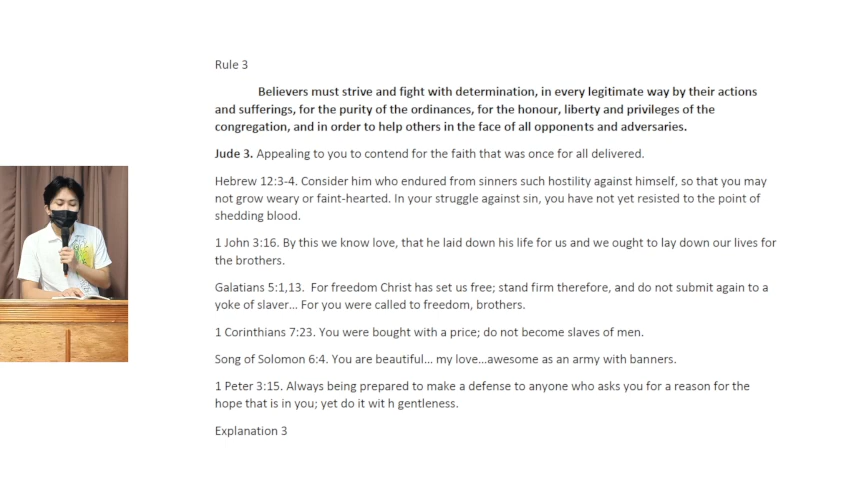 Rule 3
Believers must strive and fight with determination, in every legitimate way by their actions
and sufferings, for the purity of the ordinances, for the honour, liberty and privileges of the
congregation, and in order to help others in the face of all opponents and adversaries.
Jude 3. Appealing to you to contend for the faith that was once for all delivered.
Hebrew 12:3-4. Consider him who endured from sinners such hostility against himself, so that you may
not grow weary or faint-hearted. In your struggle against sin, you have not yet resisted to the point of
shedding blood.
1 John 3:16. By this we know love, that he laid down his life for us and we ought to lay down our lives for
the brothers.
Galatians 5:1,13. For freedom Christ has set us free; stand firm therefore, and do not submit again to a
yoke of slaver… For you were called to freedom, brothers.
1 Corinthians 7:23. You were bought with a price; do not become slaves of men.
Song of Solomon 6:4. You are beautiful… my love…awesome as an army with banners.
1 Peter 3:15. Always being prepared to make a defense to anyone who asks you for a reason for the
hope that is in you; yet do it wit h gentleness.
Explanation 3